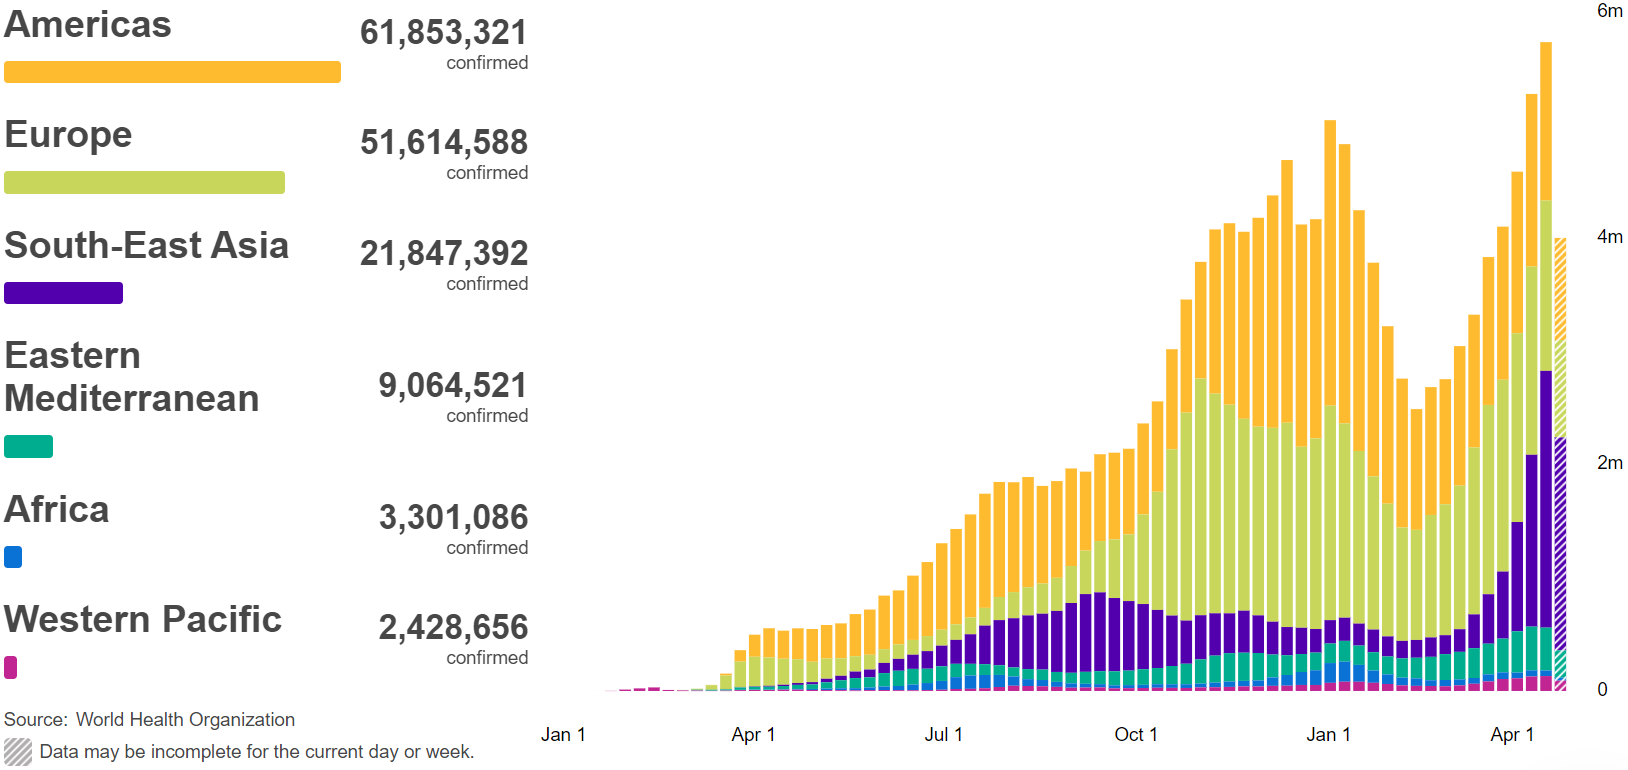 Americas
61,853,321
confirmed
Europe
51,614,588
confirmed
South-East Asia
21,847,392
confirmed
Eastern
Mediterranean
9,064,521
confirmed
Africa
3,301,086
confirmed
Western Pacific
2,428,656
confirmed
Source: World Health Organization
Data may be incomplete for the current day or week.
6m
4m
2m
0
Jan 1
Apr 1
Jul 1
Oct 1
Jan 1
Apr 1